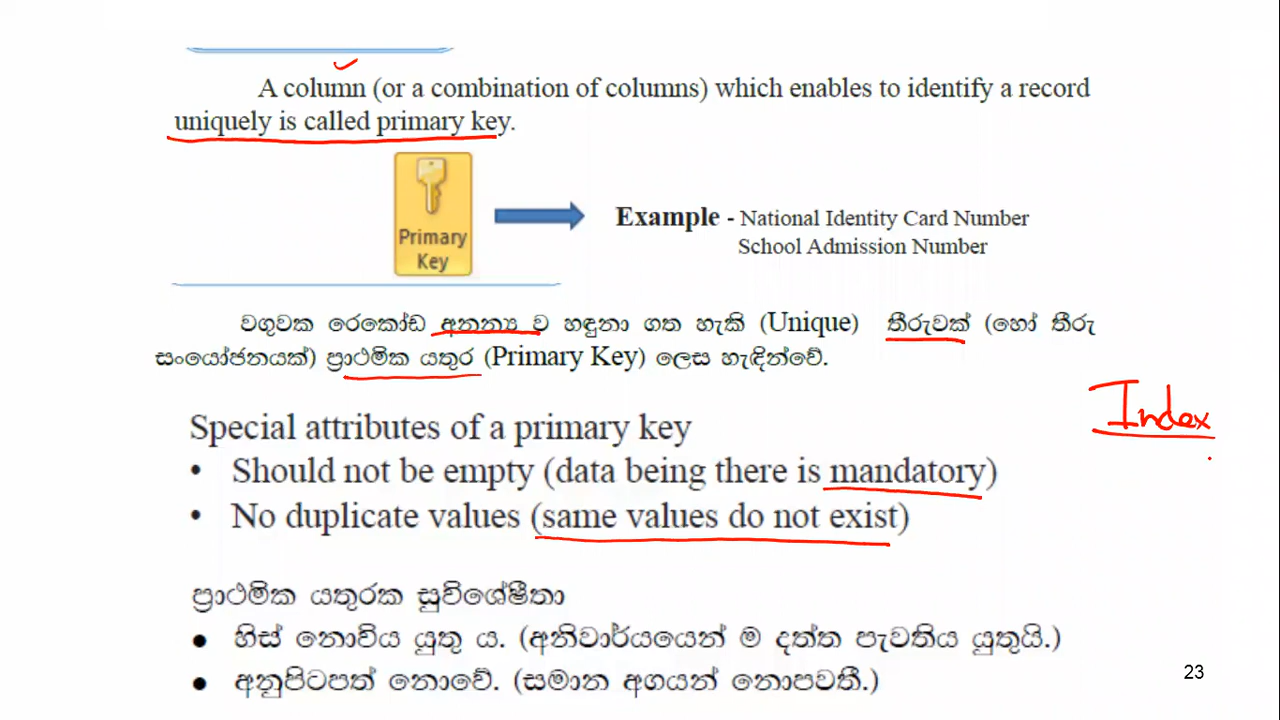 A column (or a combination of columns) which enables to identify a record
uniquely is called primary key.
Primary
Key
Example - National Identity Card Number
School Admission Number
වගුවක රෙකෝඩ අනන්‍ය ව හඳුනා ගත හැකි (Unique) තීරුවක් (හෝ තීරු
සංයෝජනයක්) ප්‍රාථමික යතුර (Primary Key) ලෙස හැඳින්වේ.
Index
Special attributes of a primary key
• Should not be empty (data being there is mandatory)
• No duplicate values (same values do not exist)
ප්‍රාථමික යතුරක සුවිශේෂීතා
• හිස් නොවිය යුතු ය. (අනිවාර්යයෙන් ම දත්ත පැවතිය යුතුයි.)
• අනුපිටපත් නොවේ. (සමාන අගයන් නොපවතී.)
23